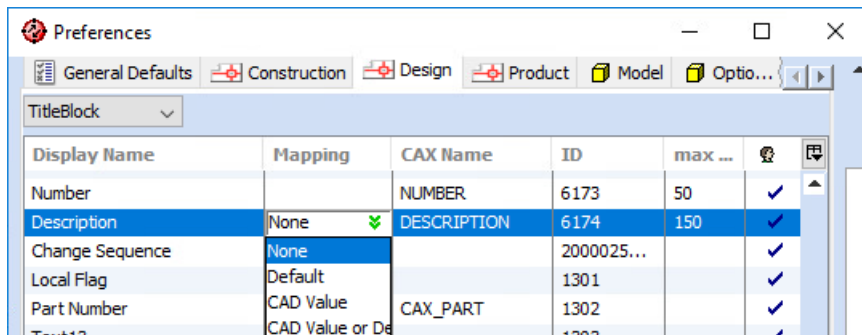 Preferences
General Defaults Construction Design Product Model Optio...
TitleBlock
Display Name Mapping CAX Name ID max ...
Number NUMBER 6173 50
Description None DESCRIPTION 6174 150
Change Sequence None 2000025...
Local Flag Default 1301
Part Number CAD Value CAX_PART 1302
CAD Value or De